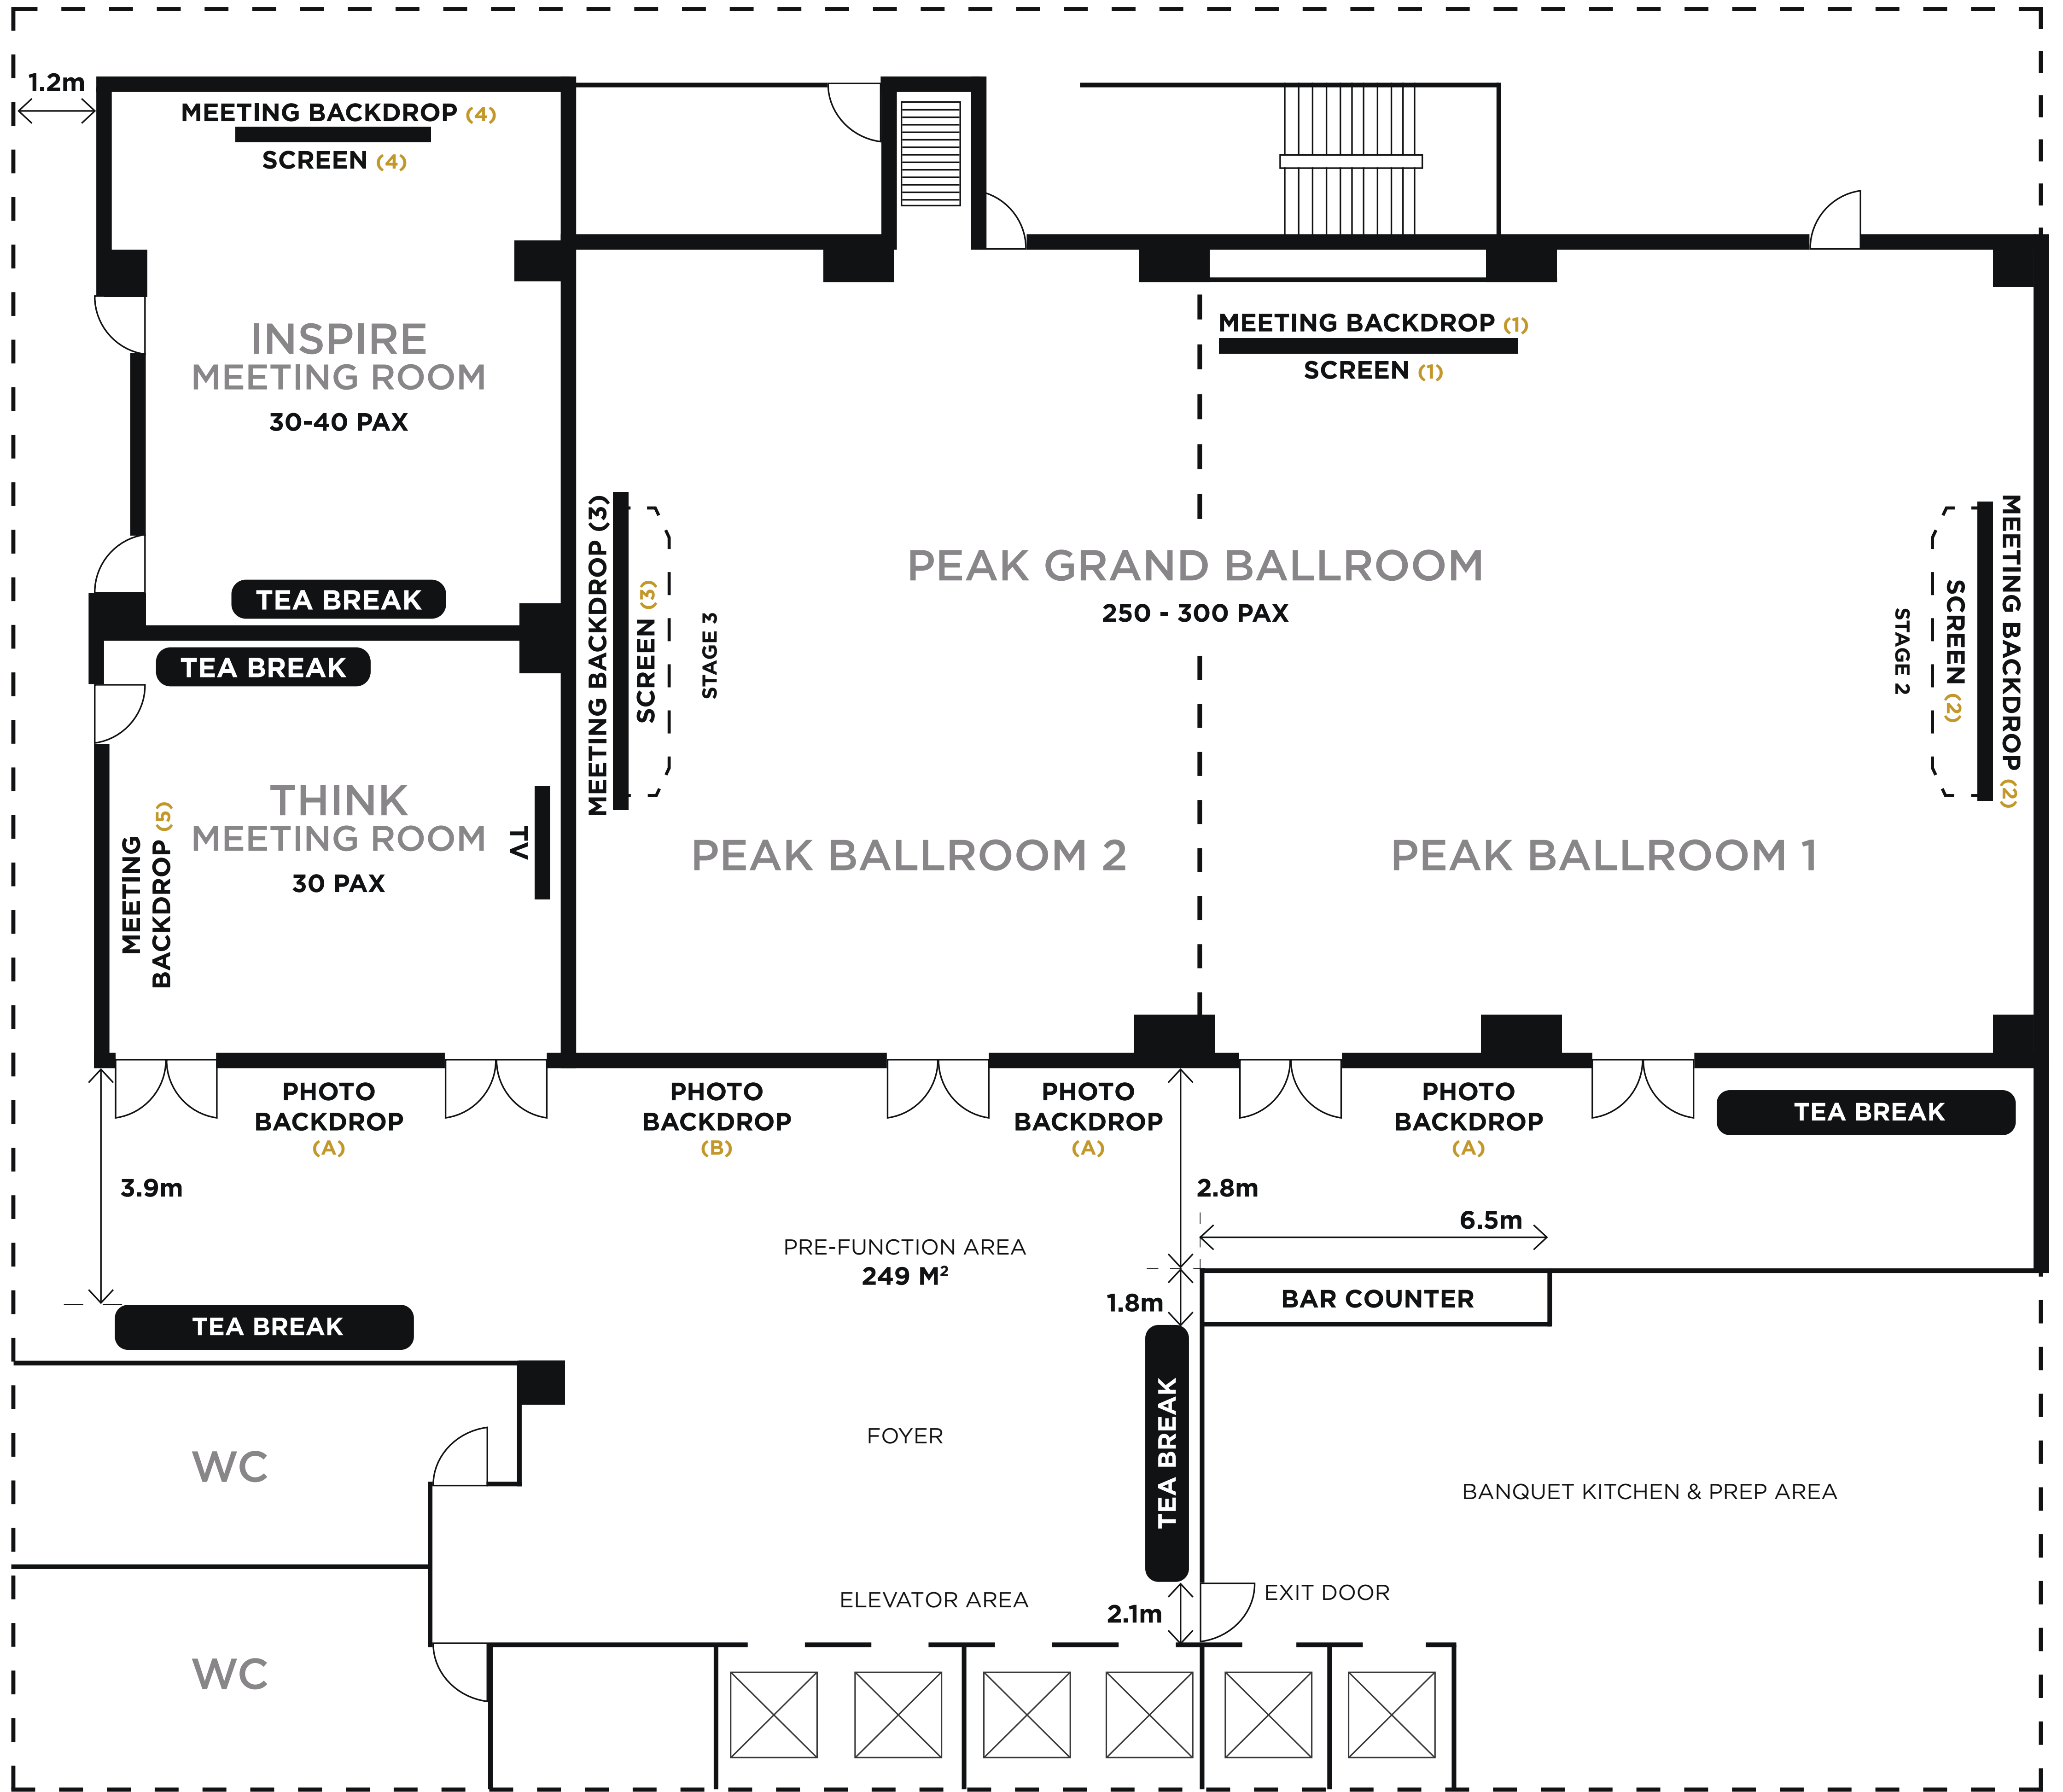 1.2m
MEETING BACKDROP (4)
SCREEN (4)
INSPIRE
MEETING ROOM
30-40 PAX
TEA BREAK
TEA BREAK
THINK
MEETING ROOM
30 PAX
MEETING
BACKDROP (5)
TV
MEETING BACKDROP (1)
SCREEN (1)
MEETING BACKDROP (3)
SCREEN (3)
STAGE 3
PEAK GRAND BALLROOM
250 - 300 PAX
STAGE 2
SCREEN (2)
MEETING BACKDROP (2)
PEAK BALLROOM 2
PEAK BALLROOM 1
PHOTO
BACKDROP
(A)
PHOTO
BACKDROP
(B)
PHOTO
BACKDROP
(A)
PHOTO
BACKDROP
(A)
TEA BREAK
3.9m
2.8m
6.5m
PRE-FUNCTION AREA
249 M²
1.8m
BAR COUNTER
TEA BREAK
TEA BREAK
FOYER
WC
BANQUET KITCHEN & PREP AREA
ELEVATOR AREA
2.1m
EXIT DOOR
WC